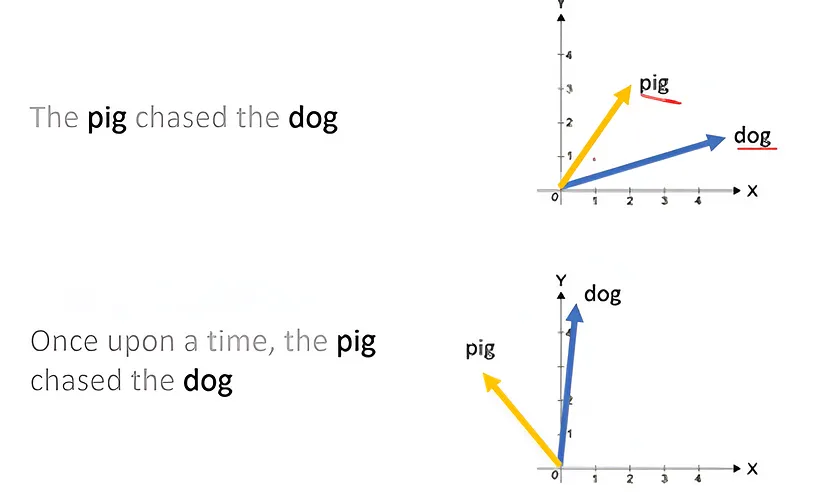 The pig chased the dog
Y
4
3
2
1
0
1 2 3 4
X
pig
dog
Once upon a time, the pig
chased the dog
Y
4
2
1
0
1 2 3 4
X
dog
pig